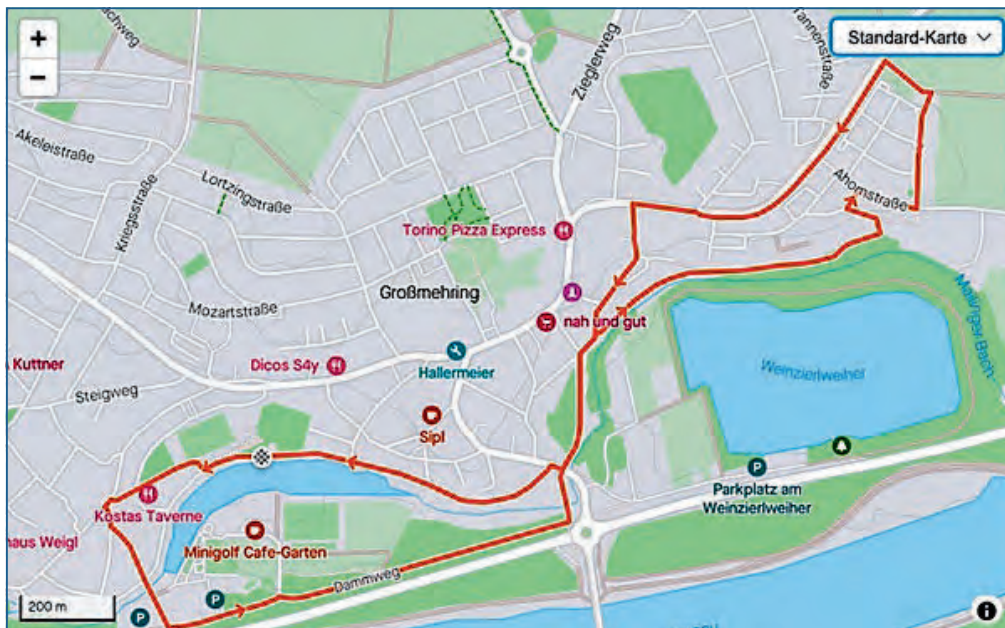 +
−
Standard-Karte
Tannenstraße
Zieglerweg
Akeleistraße
Lortzingstraße
Kriegsstraße
Ahornstraße
Torino Pizza Express
Mozartstraße
Großmehring
nah und gut
Mailinger Bach
Kuttner
Dicos S4y
Hallermeier
Weinzierlweiher
Steigweg
Sipl
P
Parkplatz am
Weinzierlweiher
Kostas Taverne
haus Weigl
Minigolf Cafe-Garten
Dammweg
P
P
200 m
i